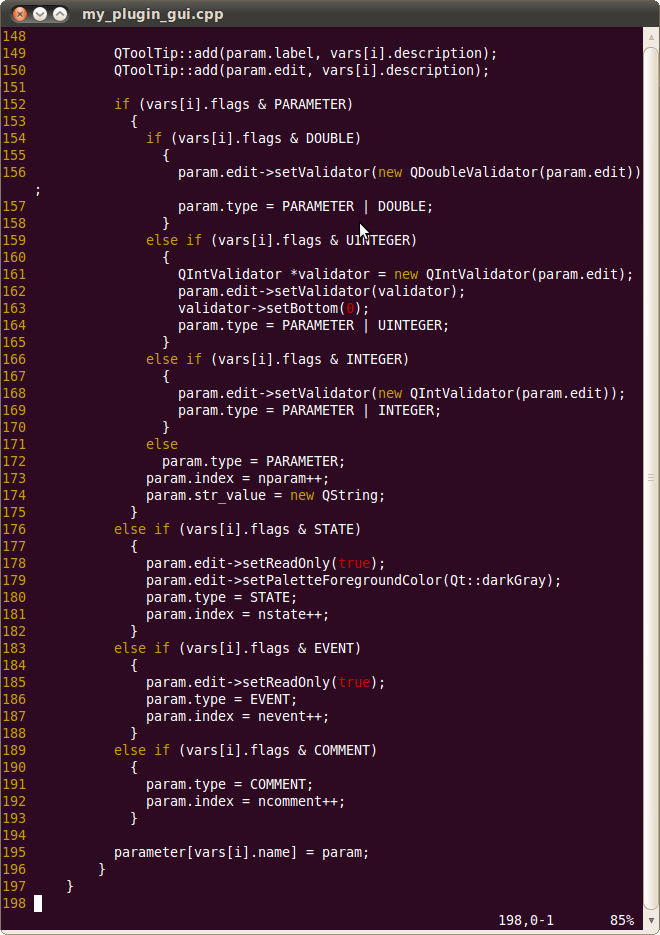 my_plugin_gui.cpp
148
149           QToolTip::add(param.label, vars[i].description);
150           QToolTip::add(param.edit, vars[i].description);
151
152           if (vars[i].flags & PARAMETER)
153             {
154               if (vars[i].flags & DOUBLE)
155                 {
156                   param.edit->setValidator(new QDoubleValidator(param.edit))
;
157                   param.type = PARAMETER | DOUBLE;
158                 }
159               else if (vars[i].flags & UINTEGER)
160                 {
161                   QIntValidator *validator = new QIntValidator(param.edit);
162                   param.edit->setValidator(validator);
163                   validator->setBottom(0);
164                   param.type = PARAMETER | UINTEGER;
165                 }
166               else if (vars[i].flags & INTEGER)
167                 {
168                   param.edit->setValidator(new QIntValidator(param.edit));
169                   param.type = PARAMETER | INTEGER;
170                 }
171               else
172                 param.type = PARAMETER;
173               param.index = nparam++;
174               param.str_value = new QString;
175             }
176           else if (vars[i].flags & STATE)
177             {
178               param.edit->setReadOnly(true);
179               param.edit->setPaletteForegroundColor(Qt::darkGray);
180               param.type = STATE;
181               param.index = nstate++;
182             }
183           else if (vars[i].flags & EVENT)
184             {
185               param.edit->setReadOnly(true);
186               param.type = EVENT;
187               param.index = nevent++;
188             }
189           else if (vars[i].flags & COMMENT)
190             {
191               param.type = COMMENT;
192               param.index = ncomment++;
193             }
194
195           parameter[vars[i].name] = param;
196         }
197     }
198
198,0-1       85%